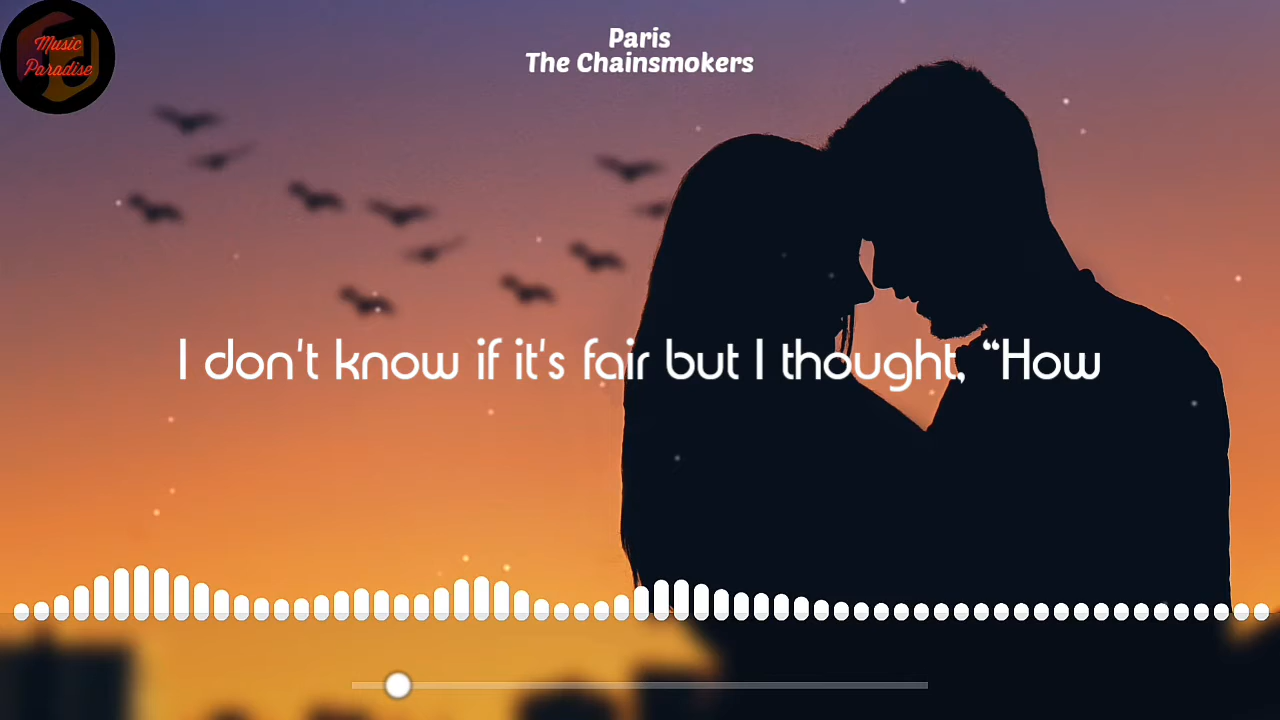 Music
Paradise
Paris
The Chainsmokers
I don't know if it's fair but I thought, “How